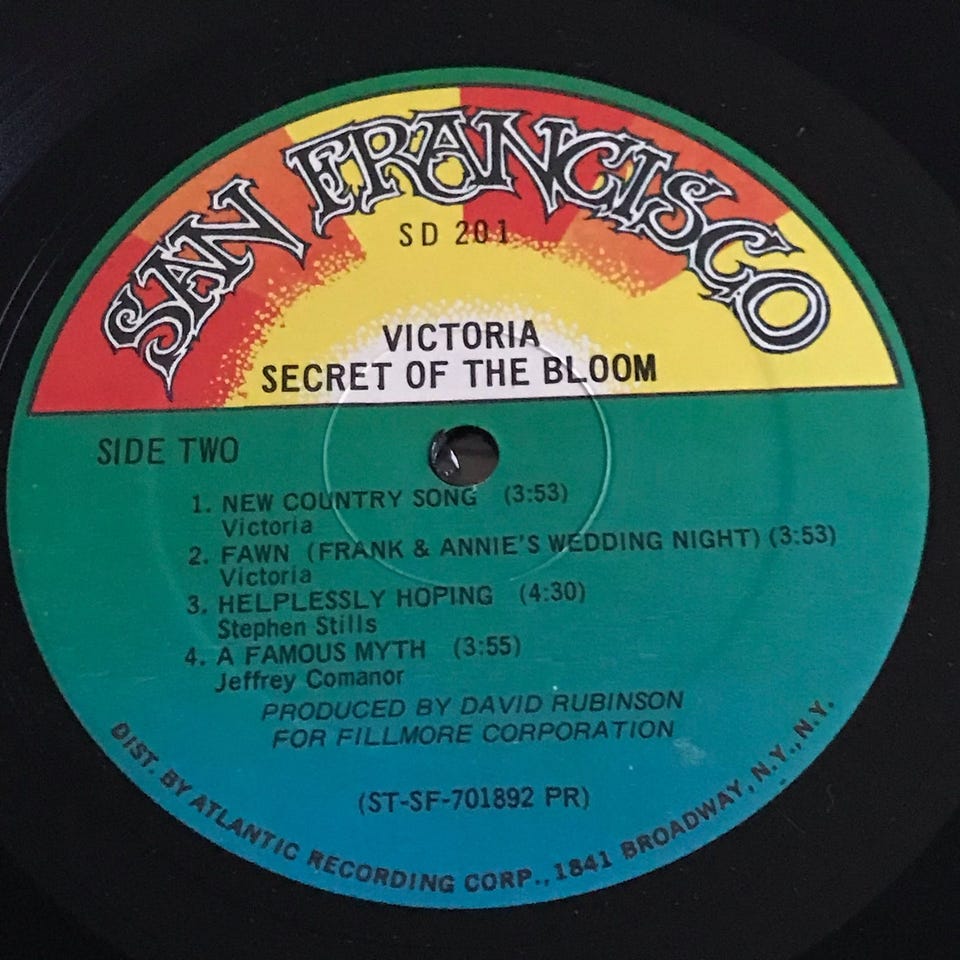 SAN FRANCISCO
SD 201
VICTORIA
SECRET OF THE BLOOM
SIDE TWO
1. NEW COUNTRY SONG (3:53)
Victoria
2. FAWN (FRANK & ANNIE'S WEDDING NIGHT) (3:53)
Victoria
3. HELPLESSLY HOPING (4:30)
Stephen Stills
4. A FAMOUS MYTH (3:55)
Jeffrey Comanor
PRODUCED BY DAVID RUBINSON
FOR FILLMORE CORPORATION
(ST-SF-701892 PR)
DIST. BY ATLANTIC RECORDING CORP., 1841 BROADWAY, N.Y., N.Y.